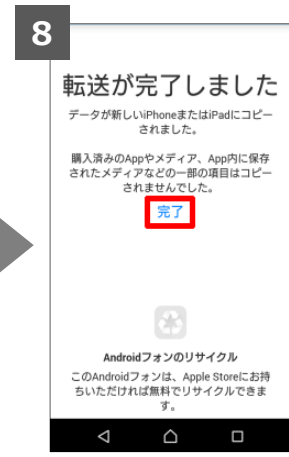 8
転送が完了しました
データが新しいiPhoneまたはiPadにコピー
されました。
購入済みのAppやメディア、App内に保存
されたメディアなどの一部の項目はコピー
されませんでした。
完了
Androidフォンのリサイクル
このAndroidフォンは、Apple Storeにお持
ちいただければ無料でリサイクルできま
す。